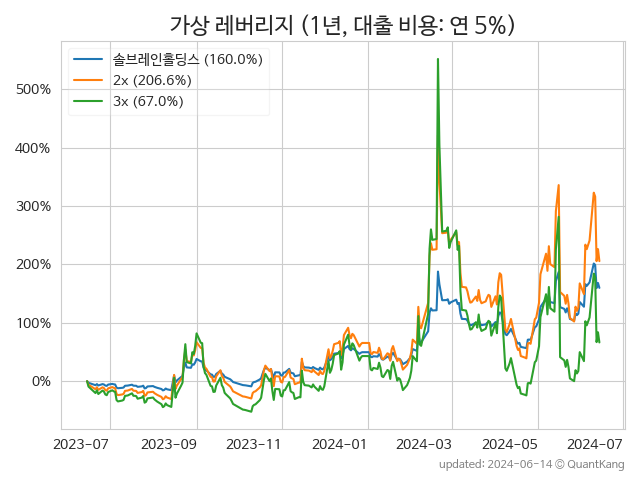 가상 레버리지 (1년, 대출 비용: 연 5%)
솔브레인홀딩스 (160.0%)
2x (206.6%)
3x (67.0%)
500%
400%
300%
200%
100%
0%
2023-07 2023-09 2023-11 2024-01 2024-03 2024-05 2024-07
updated: 2024-06-14 © QuantKang